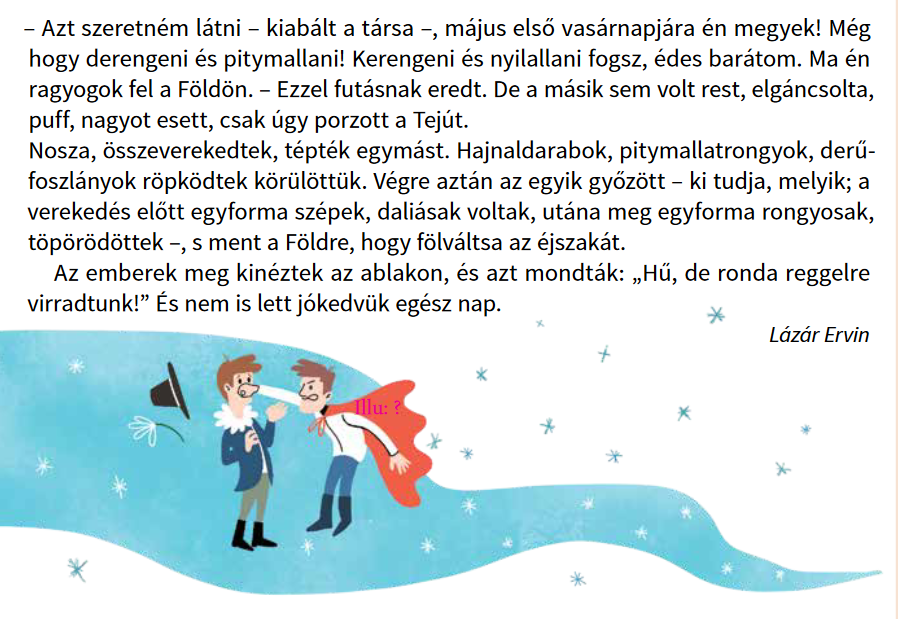 – Azt szeretném látni – kiabált a társa –, május első vasárnapjára én megyek! Még
hogy derengeni és pitymallani! Kerengeni és nyilallani fogsz, édes barátom. Ma én
ragyogok fel a Földön. – Ezzel futásnak eredt. De a másik sem volt rest, elgáncsolta,
puff, nagyot esett, csak úgy porzott a Tejút.
Nosza, összeverekedtek, tépték egymást. Hajnaldarabok, pitymallatrongyok, derű-
foszlányok röpködtek körülöttük. Végre aztán az egyik győzött – ki tudja, melyik; a
verekedés előtt egyforma szépek, daliásak voltak, utána meg egyforma rongyosak,
töpörödöttek –, s ment a Földre, hogy fölváltsa az éjszakát.
Az emberek meg kinéztek az ablakon, és azt mondták: „Hű, de ronda reggelre
virradtunk!” És nem is lett jókedvük egész nap.
Lázár Ervin
Illu: ?